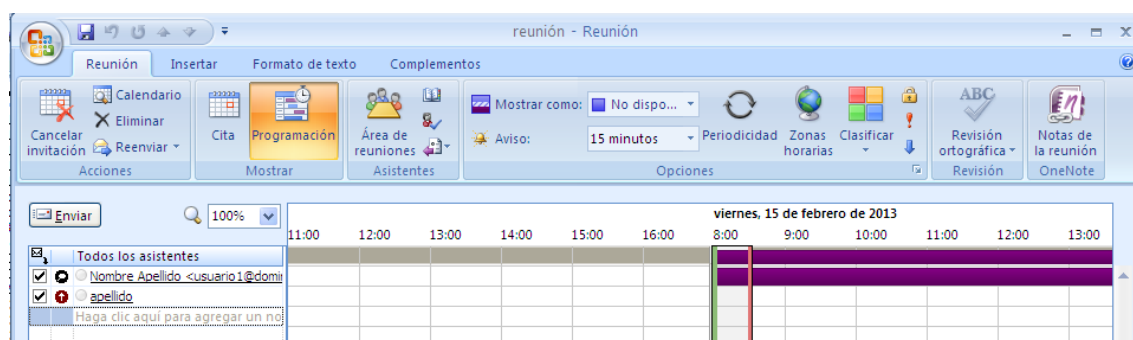 reunión - Reunión
Reunión Insertar Formato de texto Complementos
Cancelar invitación
Calendario
Eliminar
Reenviar
Acciones
Cita
Programación
Mostrar
Área de reuniones
Asistentes
Mostrar como: No dispo...
Aviso: 15 minutos
Periodicidad
Zonas horarias
Clasificar
Opciones
ABC
Revisión ortográfica
Revisión
Notas de la reunión
OneNote
Enviar 100%
viernes, 15 de febrero de 2013
11:00 12:00 13:00 14:00 15:00 16:00 8:00 9:00 10:00 11:00 12:00 13:00
Todos los asistentes
Nombre Apellido <usuario1@domin
apellido
Haga clic aquí para agregar un no